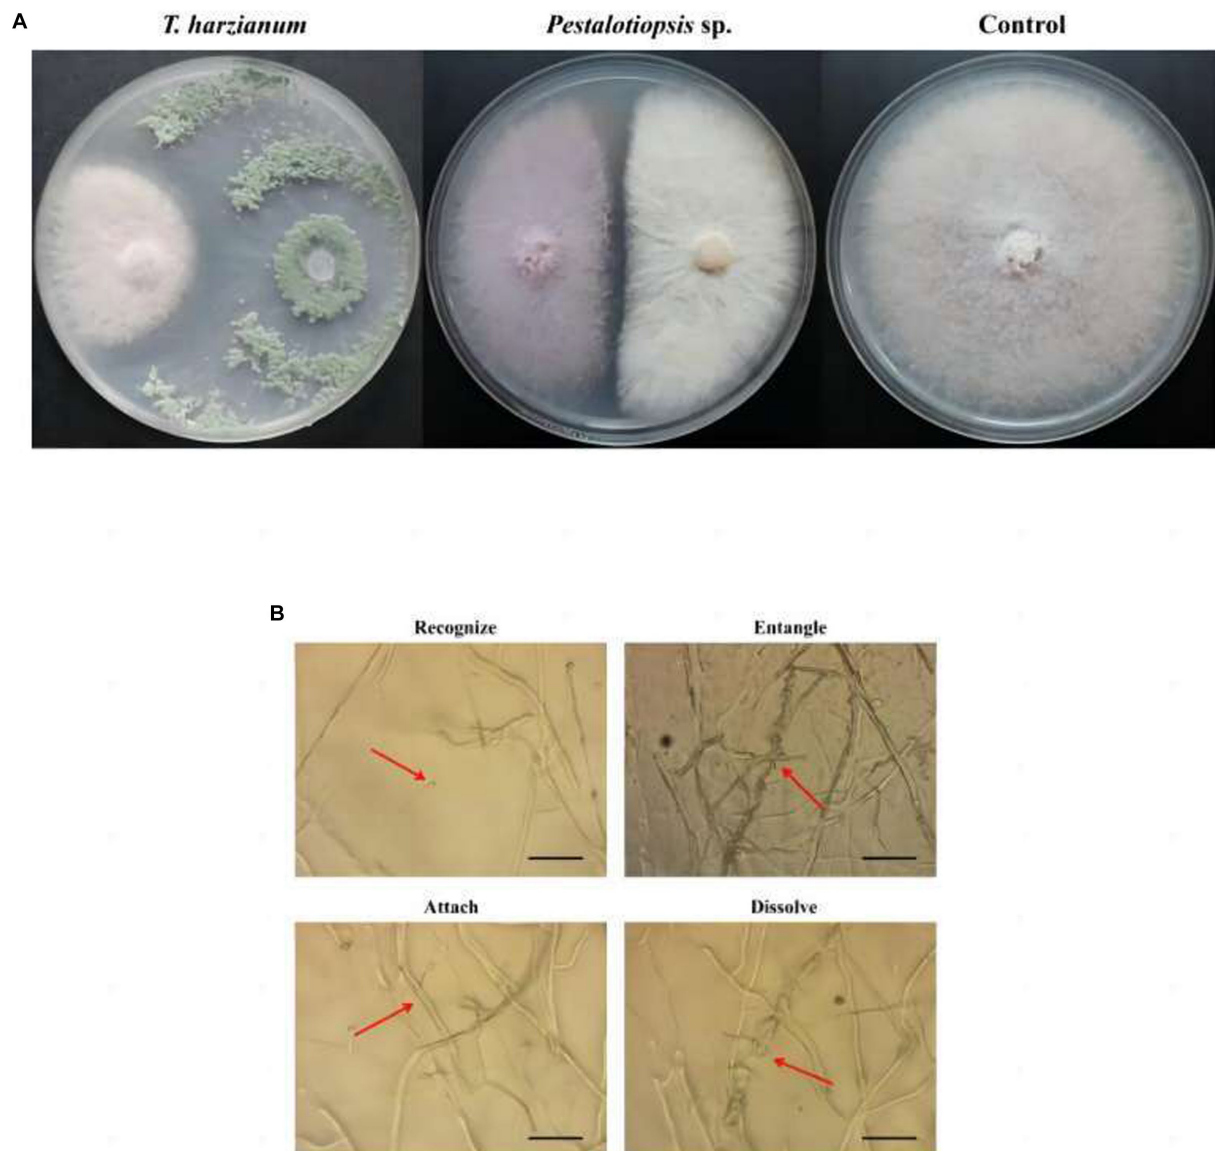 A
T. harzianum
Pestalotiopsis sp.
Control
B
Recognize
Entangle
Attach
Dissolve